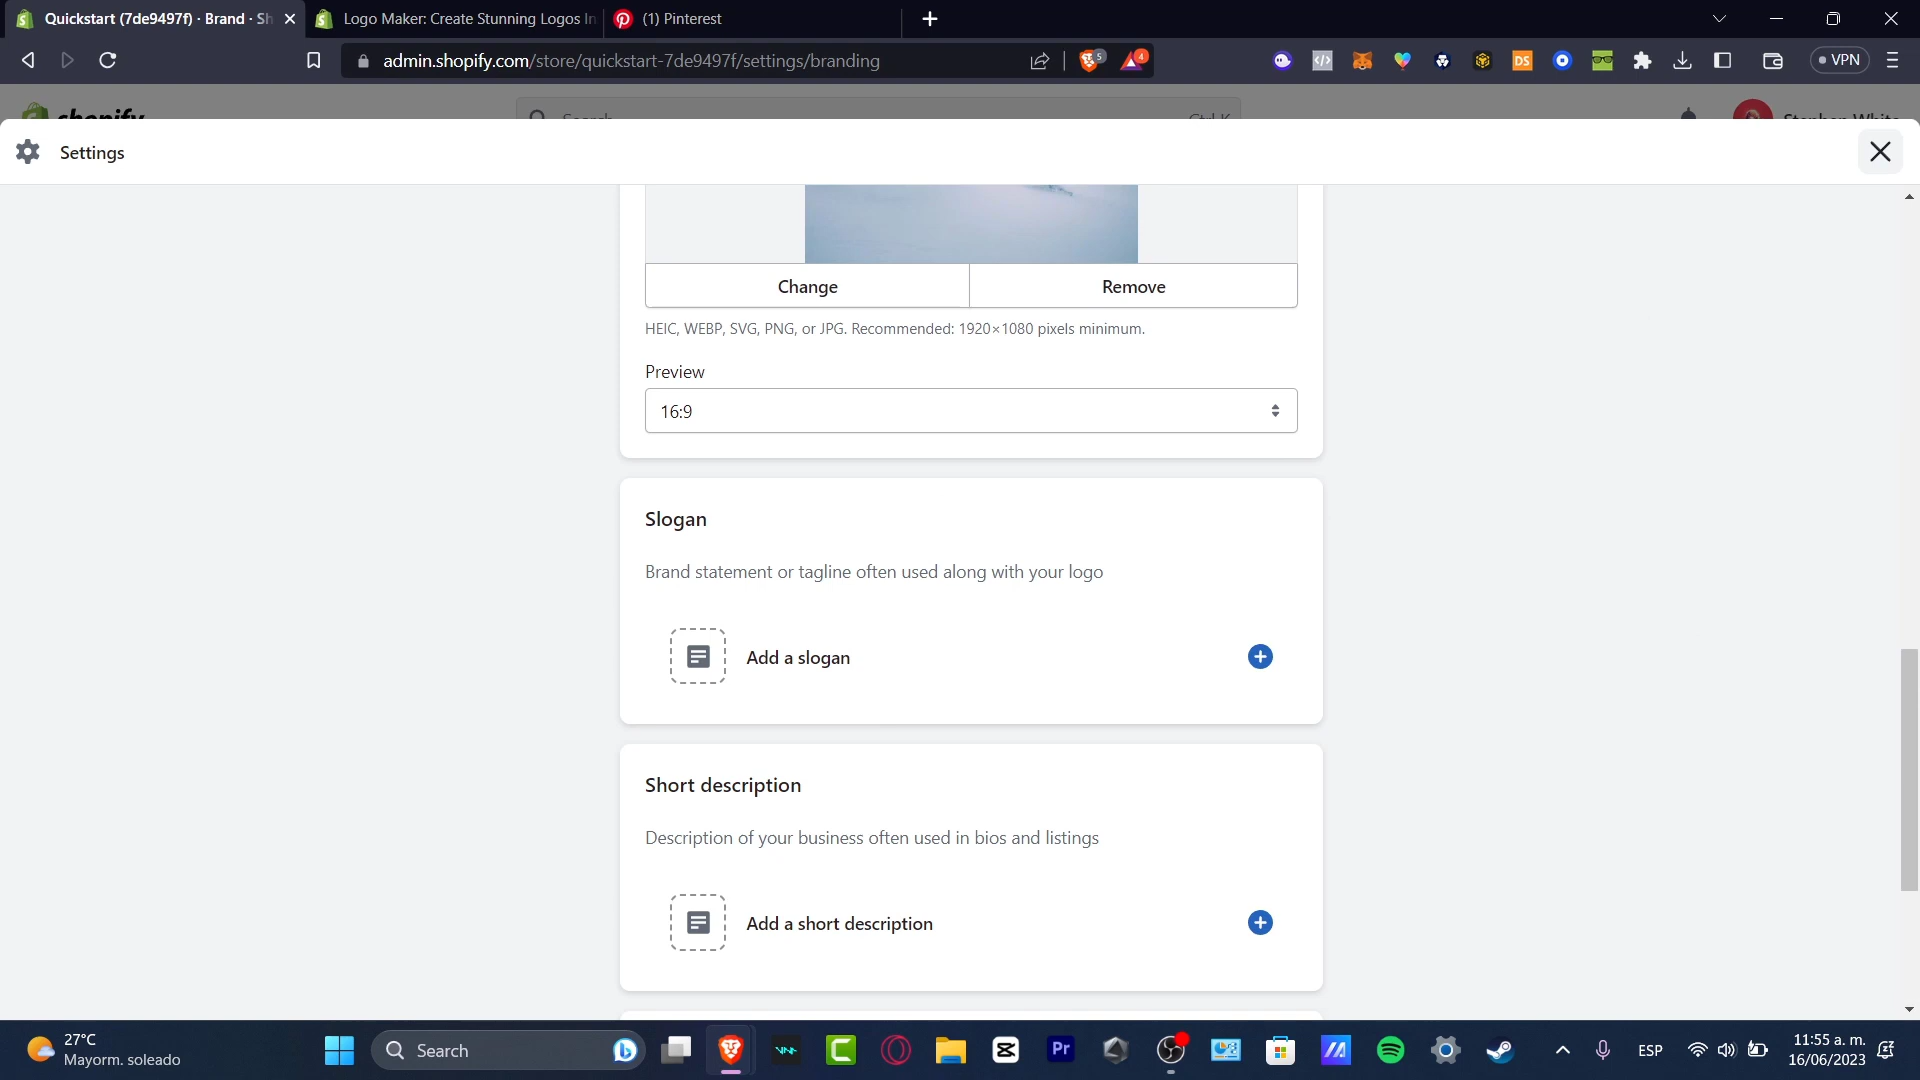 Quickstart (7de9497f) · Brand · Sh
Logo Maker: Create Stunning Logos In
(1) Pinterest
admin.shopify.com/store/quickstart-7de9497f/settings/branding
5
4
DS
VPN
shopify
Search
Ctrl K
Stephen White
Settings
Change
Remove
HEIC, WEBP, SVG, PNG, or JPG. Recommended: 1920×1080 pixels minimum.
Preview
16:9
Slogan
Brand statement or tagline often used along with your logo
Add a slogan
Short description
Description of your business often used in bios and listings
Add a short description
27°C
Mayorm. soleado
Search
Pr
ESP
11:55 a. m.
16/06/2023